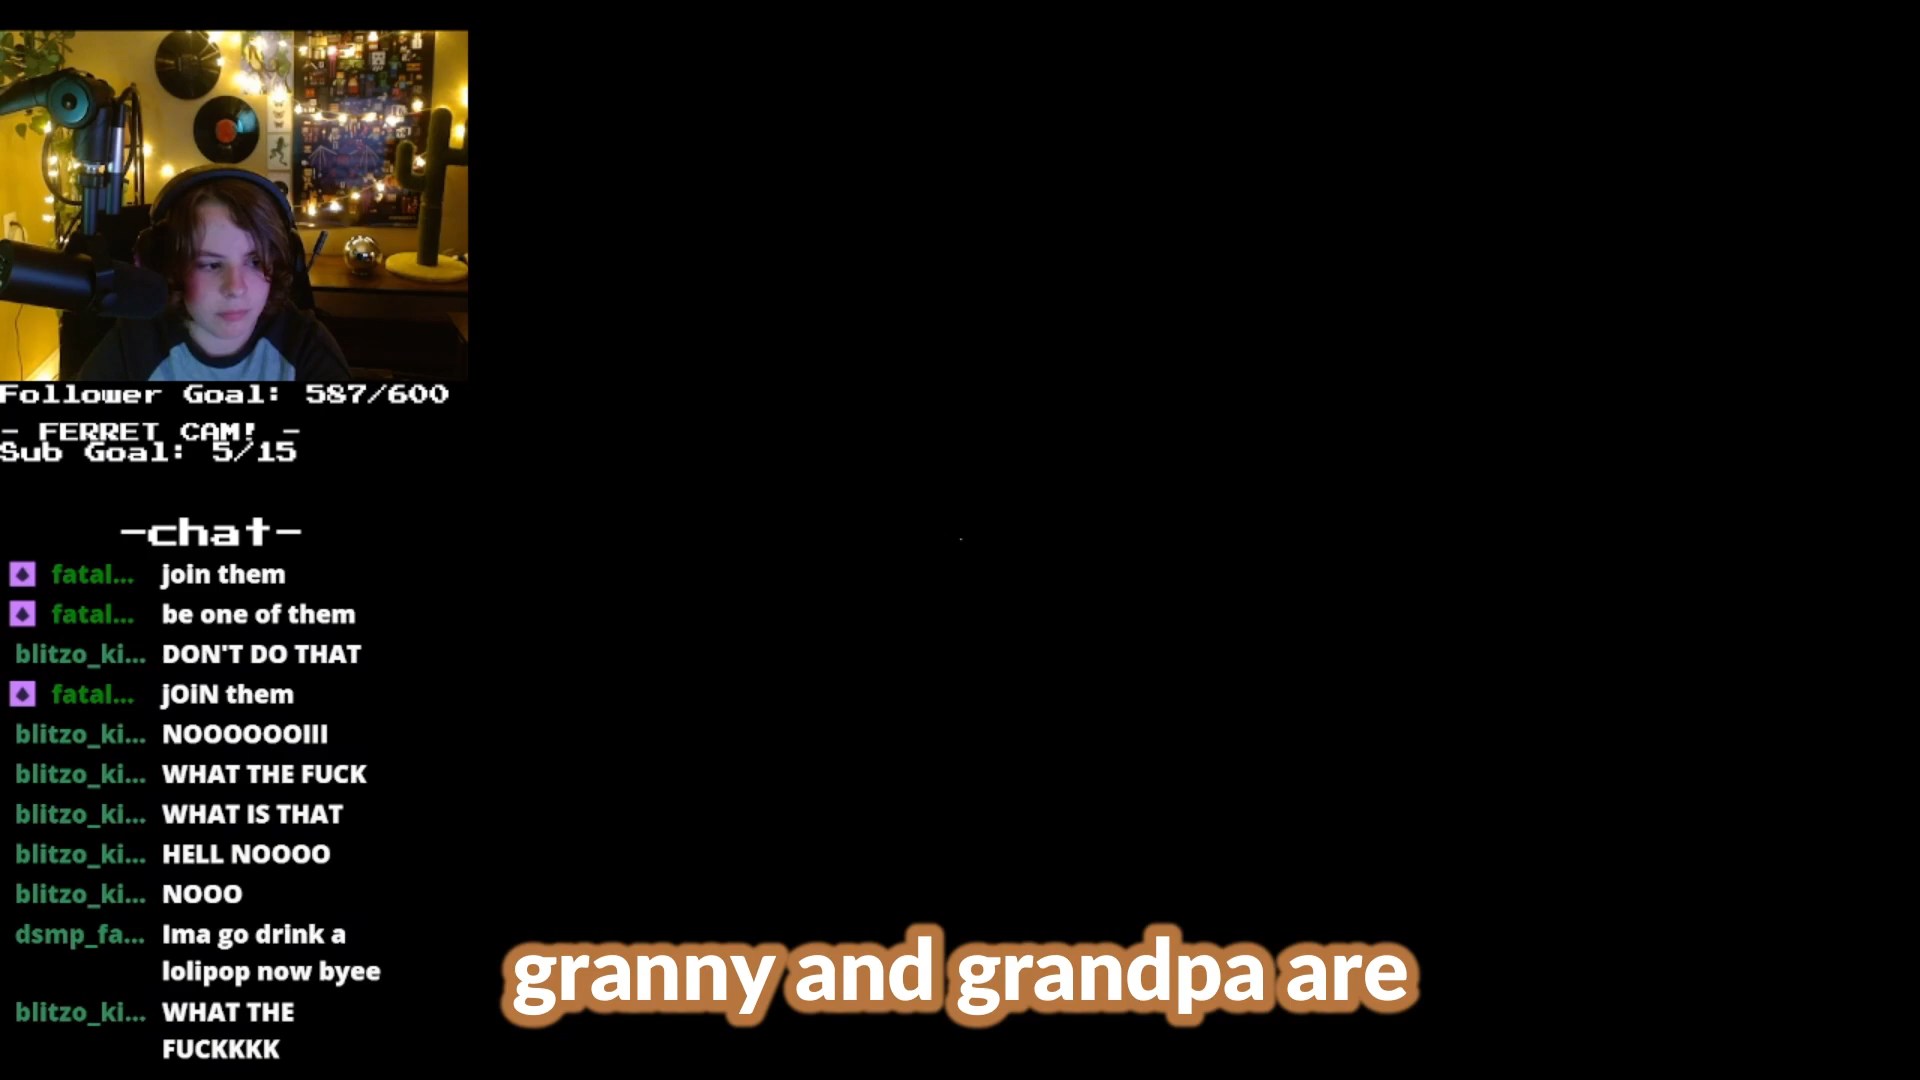 Follower Goal: 587/600
- FERRET CAM! -
Sub Goal: 5/15
-chat-
fatal... join them
fatal... be one of them
blitzo_ki... DON'T DO THAT
fatal... jOiN them
blitzo_ki... NOOOOOOIII
blitzo_ki... WHAT THE FUCK
blitzo_ki... WHAT IS THAT
blitzo_ki... HELL NOOOO
blitzo_ki... NOOO
dsmp_fa... Ima go drink a
lolipop now byee
blitzo_ki... WHAT THE
FUCKKKK
granny and grandpa are